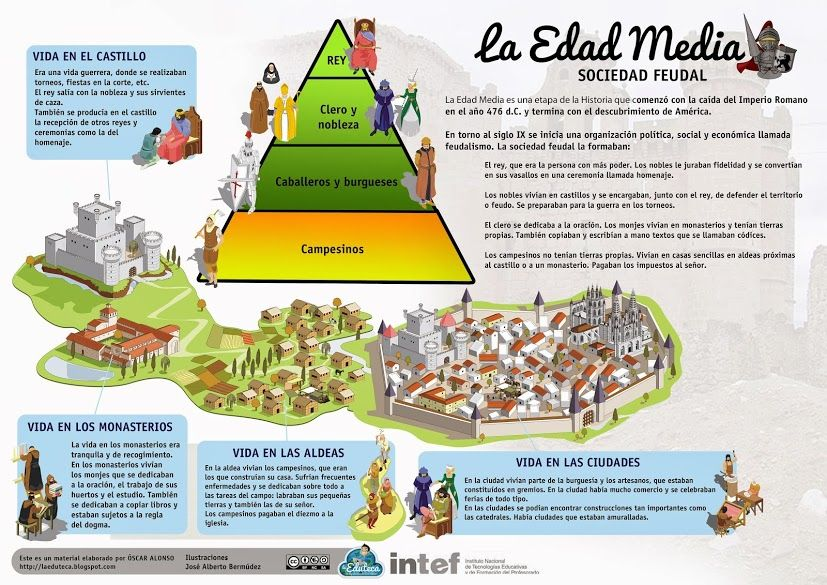 La Edad Media
SOCIEDAD FEUDAL
La Edad Media es una etapa de la Historia que comenzó con la caída del Imperio Romano
en el año 476 d.C. y termina con el descubrimiento de América.
En torno al siglo IX se inicia una organización política, social y económica llamada
feudalismo. La sociedad feudal la formaban:
El rey, que era la persona con más poder. Los nobles le juraban fidelidad y se convertían
en sus vasallos en una ceremonia llamada homenaje.
Los nobles vivían en castillos y se encargaban, junto con el rey, de defender el territorio
o feudo. Se preparaban para la guerra en los torneos.
El clero se dedicaba a la oración. Los monjes vivían en monasterios y tenían tierras
propias. También copiaban y escribían a mano textos que se llamaban códices.
Los campesinos no tenían tierras propias. Vivían en casas sencillas en aldeas próximas
al castillo o a un monasterio. Pagaban los impuestos al señor.
VIDA EN EL CASTILLO
Era una vida guerrera, donde se realizaban
torneos, fiestas en la corte, etc.
El rey salía con la nobleza y sus sirvientes
de caza.
También se producía en el castillo
la recepción de otros reyes y
ceremonias como la del
homenaje.
REY
Clero y
nobleza
Caballeros y burgueses
Campesinos
VIDA EN LOS MONASTERIOS
La vida en los monasterios era
tranquila y de recogimiento.
En los monasterios vivían
los monjes que se dedicaban
a la oración, el trabajo de sus
huertos y el estudio. También
se dedicaban a copiar libros y
estaban sujetos a la regla
del dogma.
VIDA EN LAS ALDEAS
En la aldea vivían los campesinos, que eran
los que construían su casa. Sufrían frecuentes
enfermedades y se dedicaban sobre todo a
las tareas del campo: labraban sus pequeñas
tierras y también las de su señor.
Los campesinos pagaban el diezmo a la
iglesia.
VIDA EN LAS CIUDADES
En la ciudad vivían parte de la burguesía y los artesanos, que estaban
constituidos en gremios. En la ciudad había mucho comercio y se celebraban
ferias de todo tipo.
En las ciudades se podían encontrar construcciones tan importantes como
las catedrales. Había ciudades que estaban amuralladas.
Este es un material elaborado por ÓSCAR ALONSO
http://laeduteca.blogspot.com
Ilustraciones
José Alberto Bermúdez
CC
BY NC SA
La Eduteca
intef
Instituto Nacional
de Tecnologías Educativas
y de Formación del Profesorado